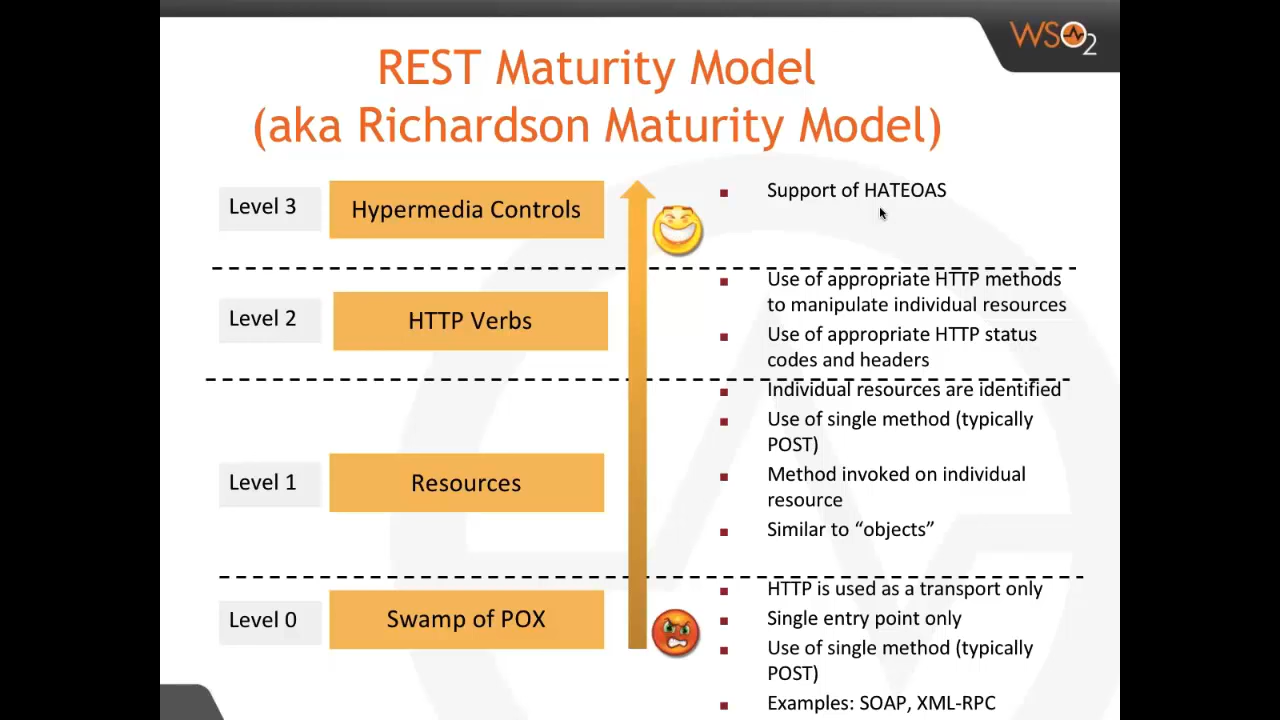 WSO2
REST Maturity Model
(aka Richardson Maturity Model)
Level 3
Hypermedia Controls
Support of HATEOAS
Level 2
HTTP Verbs
Use of appropriate HTTP methods
to manipulate individual resources
Use of appropriate HTTP status
codes and headers
Level 1
Resources
Individual resources are identified
Use of single method (typically
POST)
Method invoked on individual
resource
Similar to “objects”
Level 0
Swamp of POX
HTTP is used as a transport only
Single entry point only
Use of single method (typically
POST)
Examples: SOAP, XML-RPC